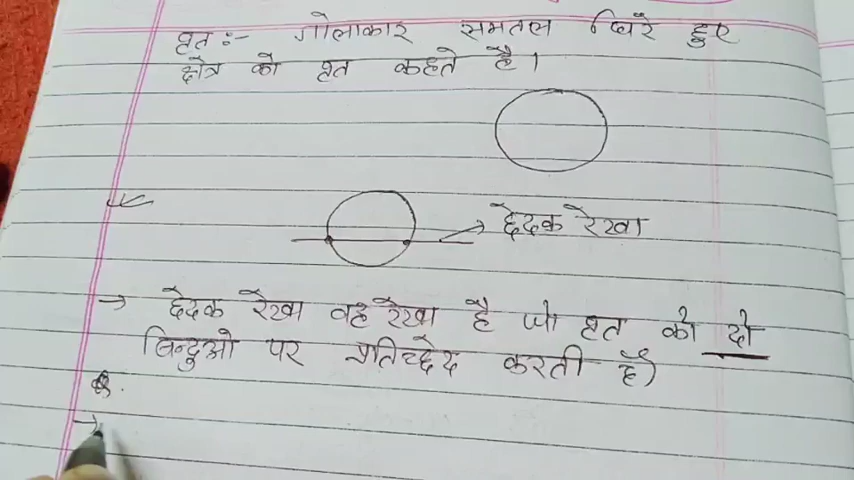 वृत :- गोलाकार समतल घिरे हुए
क्षेत्र को वृत कहते है।
छेदक रेखा
→ छेदक रेखा वह रेखा है जो वृत को दो
बिन्दुओ पर प्रतिच्छेद करती है)
→